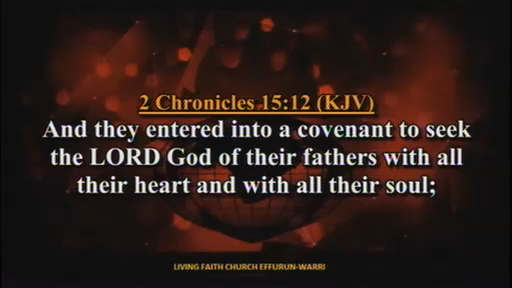 2 Chronicles 15:12 (KJV)
And they entered into a covenant to seek
the LORD God of their fathers with all
their heart and with all their soul;
LIVING FAITH CHURCH EFFURUN-WARRI